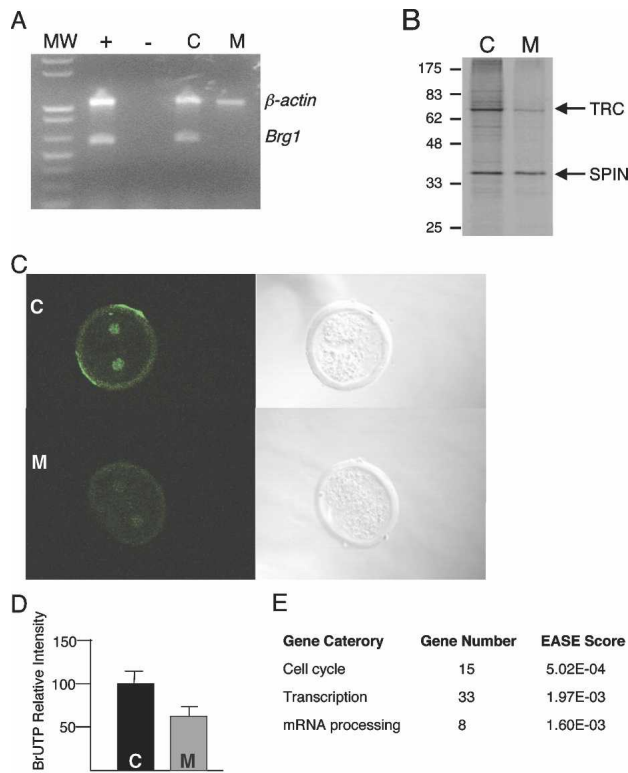 A
MW + - C M
β-actin
Brg1
B
C M
175
83
62
48
33
25
TRC
SPIN
C
C
M
D
BrUTP Relative Intensity
150
100
50
C M
E
Gene Caterory Gene Number EASE Score
Cell cycle 15 5.02E-04
Transcription 33 1.97E-03
mRNA processing 8 1.60E-03